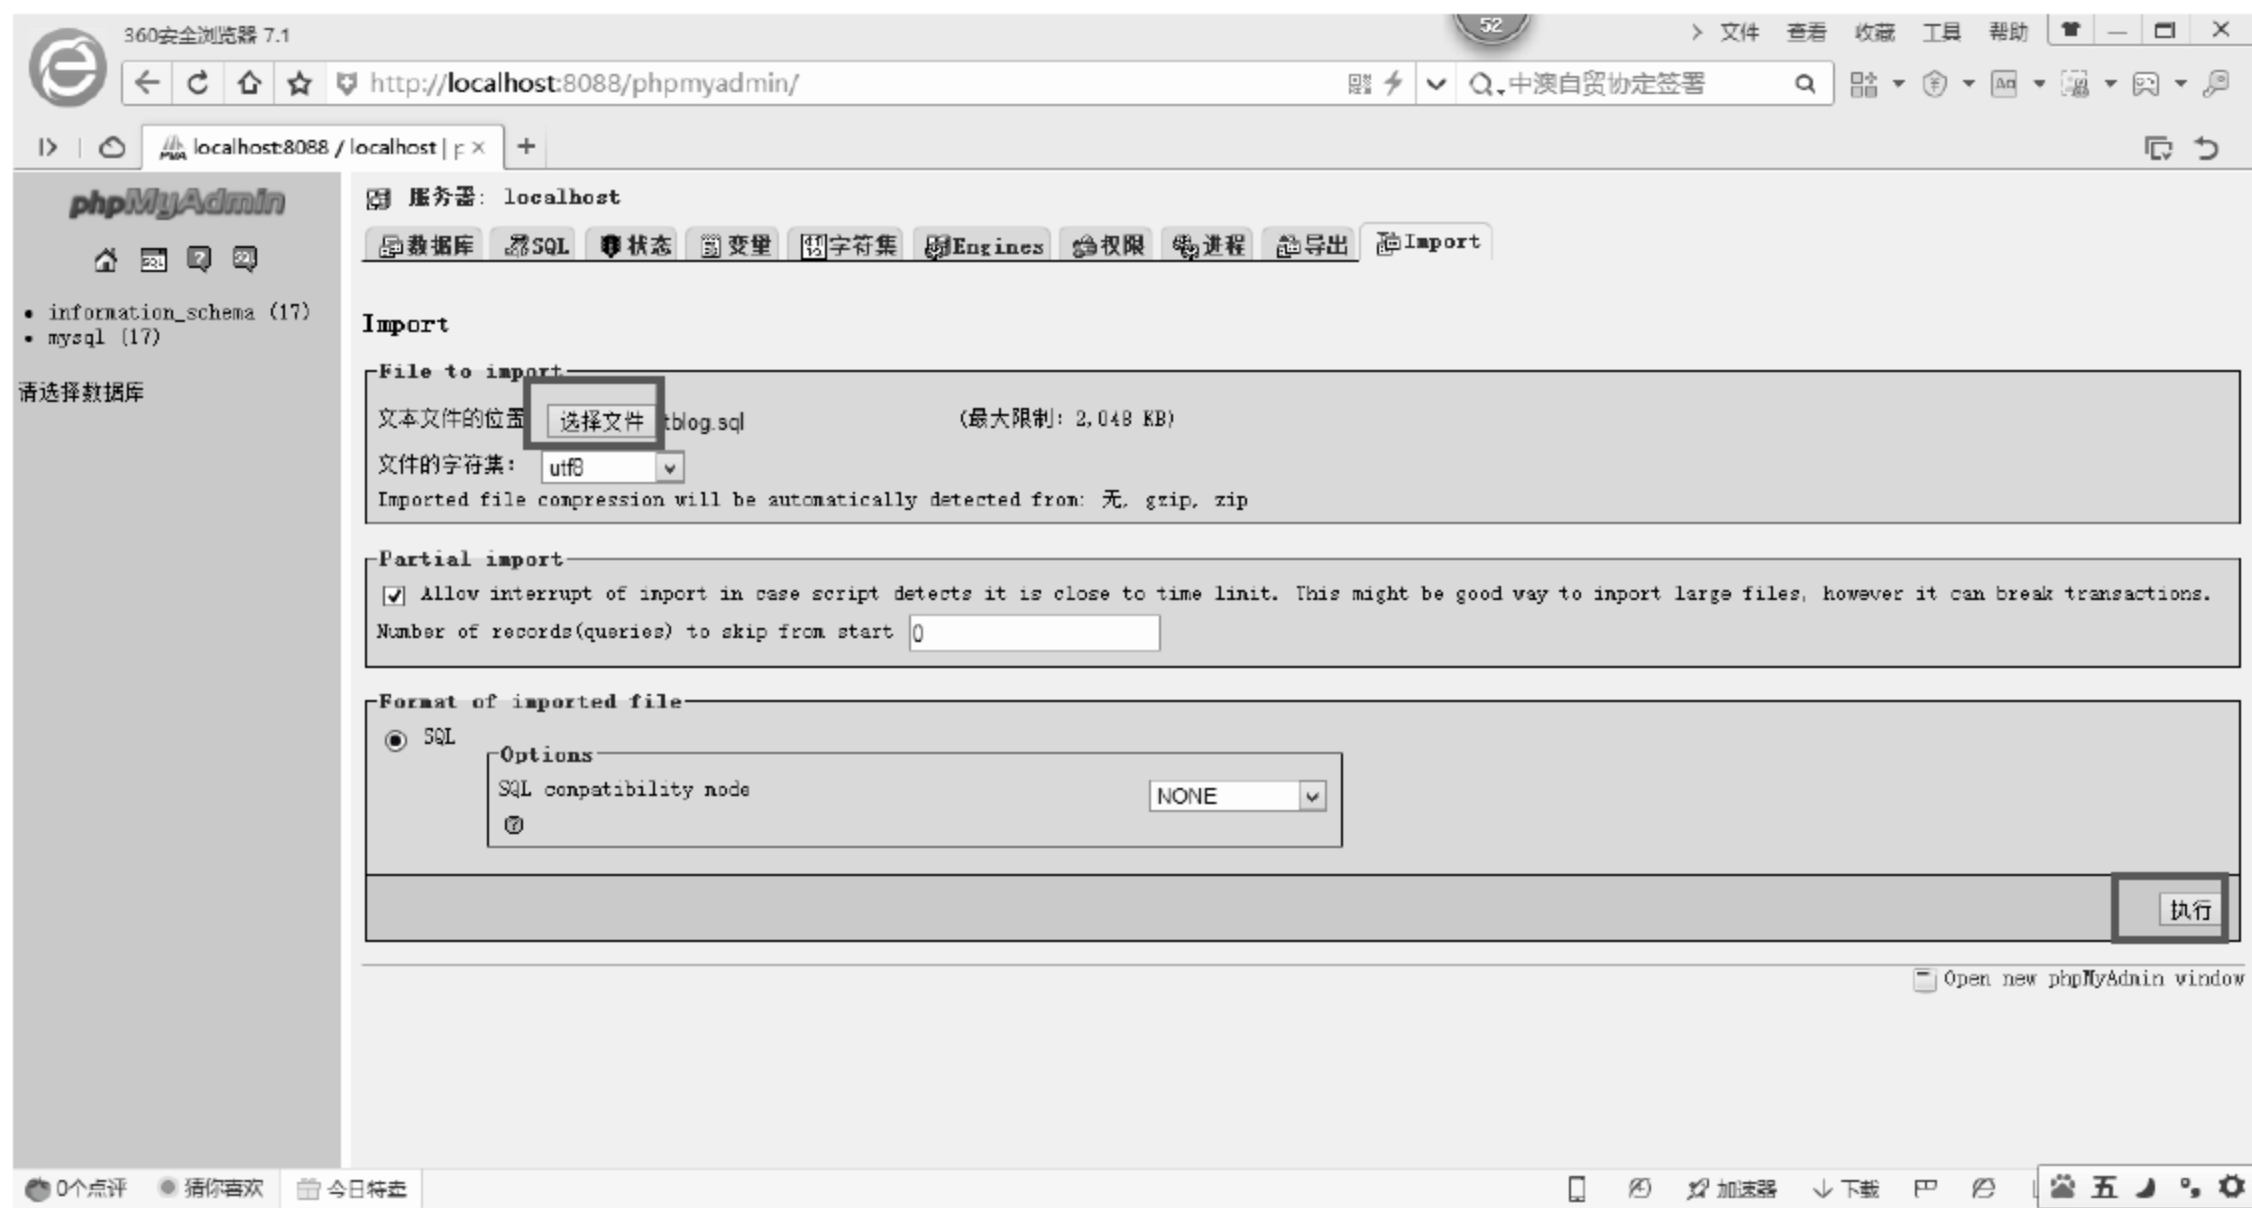 52
360安全浏览器 7.1
文件 查看 收藏 工具 帮助
http://localhost:8088/phpmyadmin/
中澳自贸协定签署
localhost:8088 / localhost | p
phpMyAdmin
服务器: localhost
数据库 SQL 状态 变量 字符集 Engines 权限 进程 导出 Import
information_schema (17)
mysql (17)
请选择数据库
Import
File to import
文本文件的位置 选择文件 tblog.sql (最大限制: 2,048 KB)
文件的字符集: utf8
Imported file compression will be automatically detected from: 无, gzip, zip
Partial import
Allow interrupt of import in case script detects it is close to time limit. This might be good way to import large files, however it can break transactions.
Number of records(queries) to skip from start 0
Format of imported file
SQL
Options
SQL compatibility mode NONE
执行
Open new phpMyAdmin window
0个点评 猜你喜欢 今日特卖
加速器 下载
五